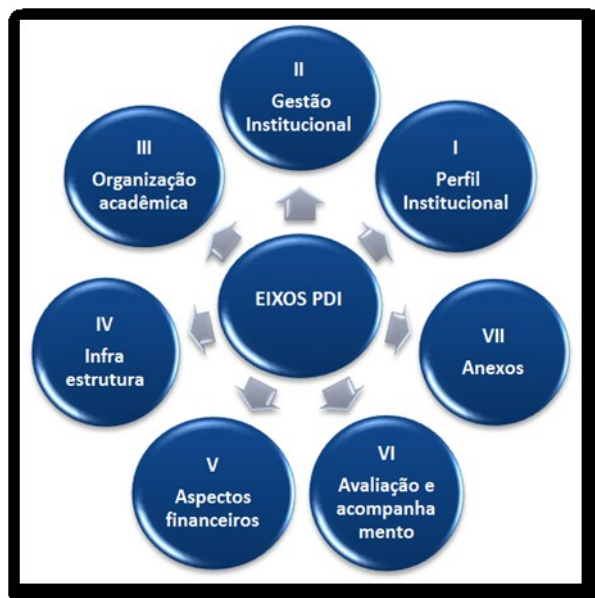 II
Gestão
Institucional
III
Organização
acadêmica
I
Perfil
Institucional
EIXOS PDI
IV
Infra
estrutura
VII
Anexos
V
Aspectos
financeiros
VI
Avaliação e
acompanha
mento